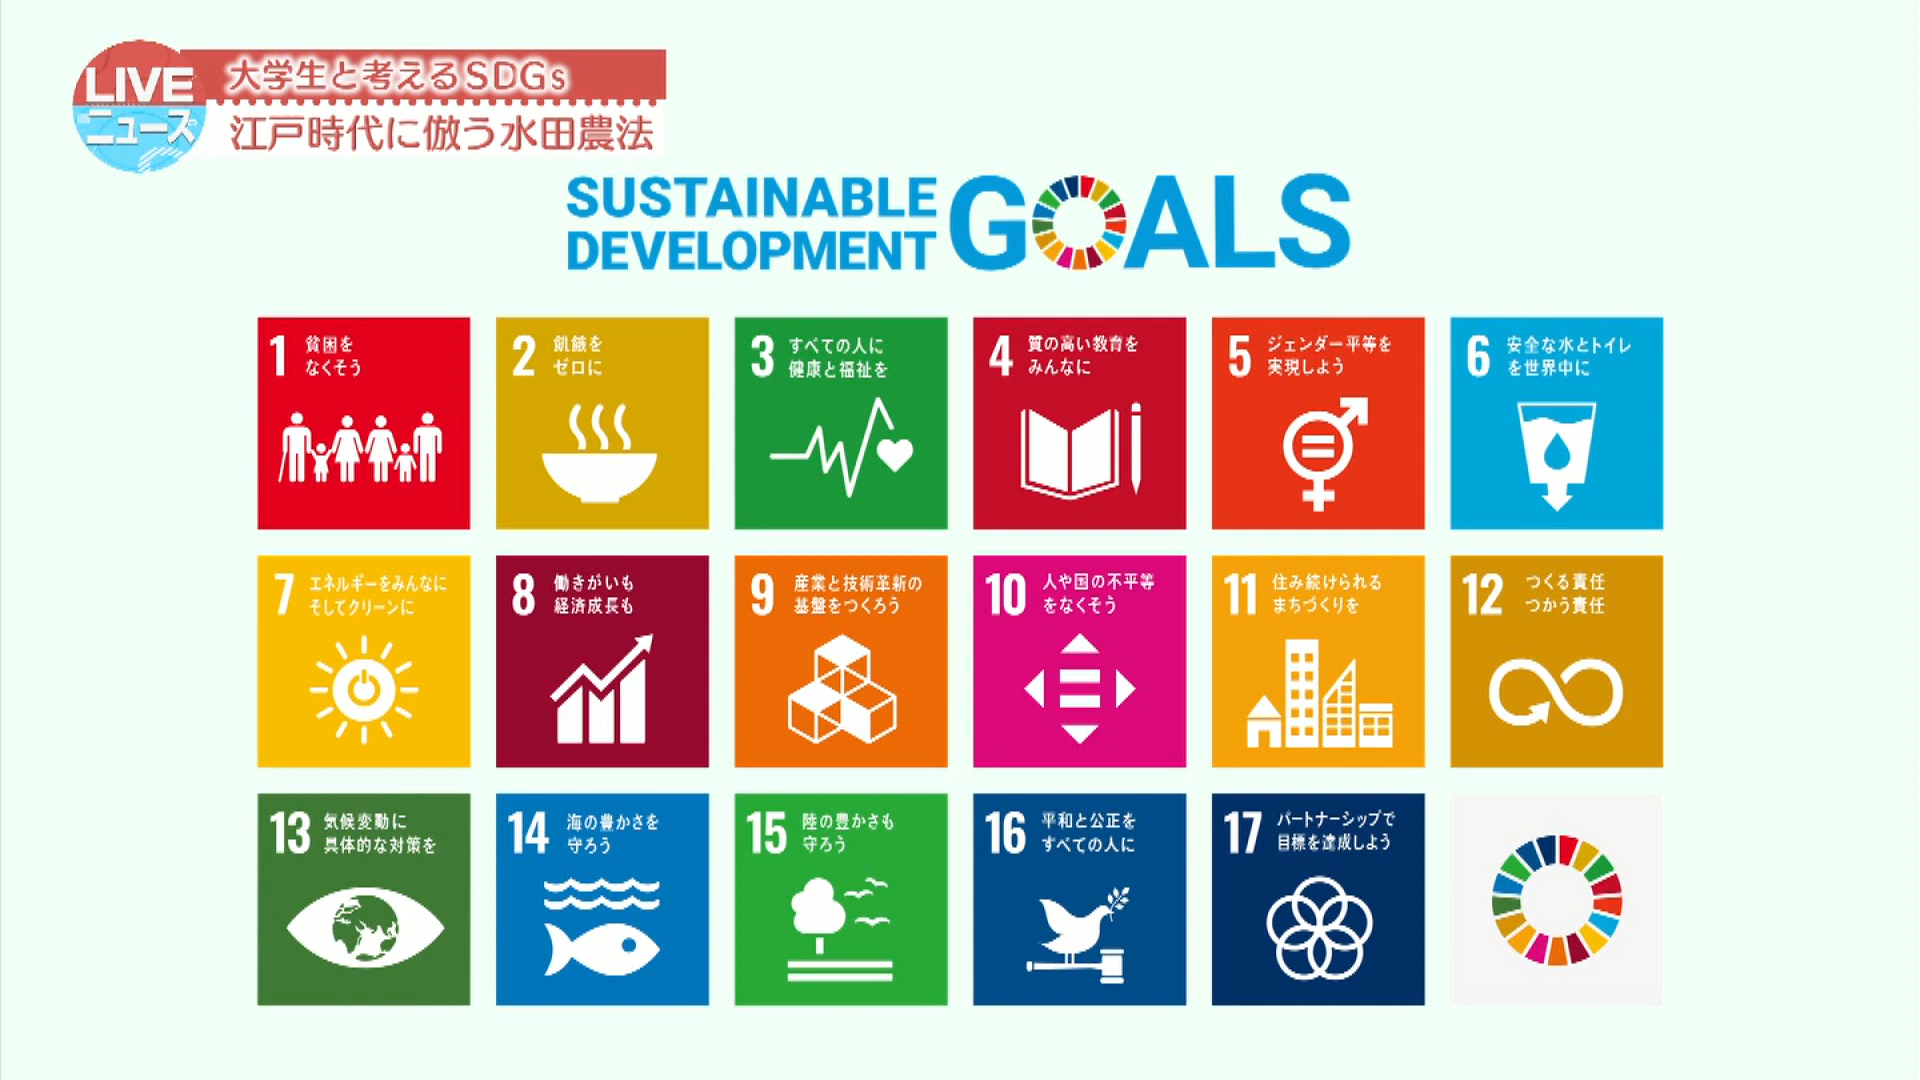 LIVE
ニュース
大学生と考えるSDGs
江戸時代に倣う水田農法
SUSTAINABLE
DEVELOPMENT
GOALS
1 貧困を
なくそう
2 飢餓を
ゼロに
3 すべての人に
健康と福祉を
4 質の高い教育を
みんなに
5 ジェンダー平等を
実現しよう
6 安全な水とトイレ
を世界中に
7 エネルギーをみんなに
そしてクリーンに
8 働きがいも
経済成長も
9 産業と技術革新の
基盤をつくろう
10 人や国の不平等
をなくそう
11 住み続けられる
まちづくりを
12 つくる責任
つかう責任
13 気候変動に
具体的な対策を
14 海の豊かさを
守ろう
15 陸の豊かさも
守ろう
16 平和と公正を
すべての人に
17 パートナーシップで
目標を達成しよう